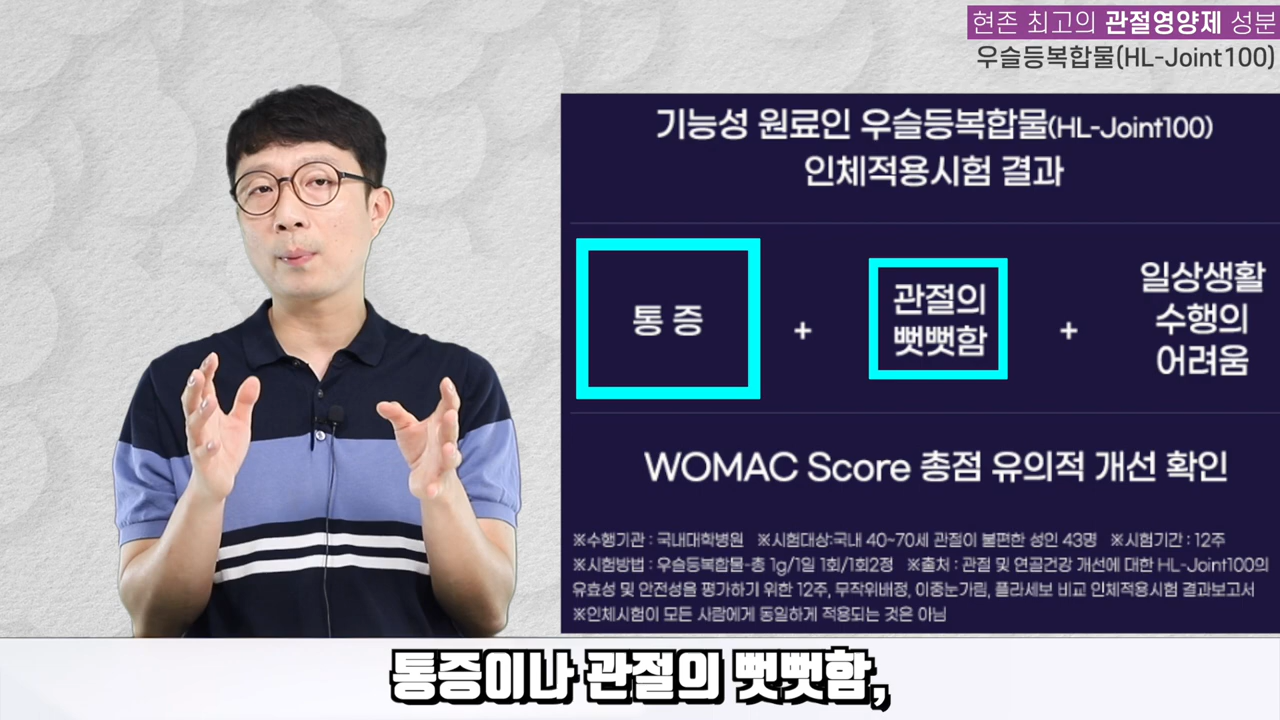 현존 최고의 관절영양제 성분
우슬등복합물(HL-Joint100)
기능성 원료인 우슬등복합물(HL-Joint100)
인체적용시험 결과
통 증
+
관절의
뻣뻣함
+
일상생활
수행의
어려움
WOMAC Score 총점 유의적 개선 확인
※수행기관 : 국내대학병원 ※시험대상:국내 40~70세 관절이 불편한 성인 43명 ※시험기간 : 12주
※시험방법 : 우슬등복합물-총 1g/1일 1회/1회2정 ※출처 : 관절 및 연골건강 개선에 대한 HL-Joint100의
유효성 및 안전성을 평가하기 위한 12주, 무작위배정, 이중눈가림, 플라세보 비교 인체적용시험 결과보고서
※인체시험이 모든 사람에게 동일하게 적용되는 것은 아님
통증이나 관절의 뻣뻣함,